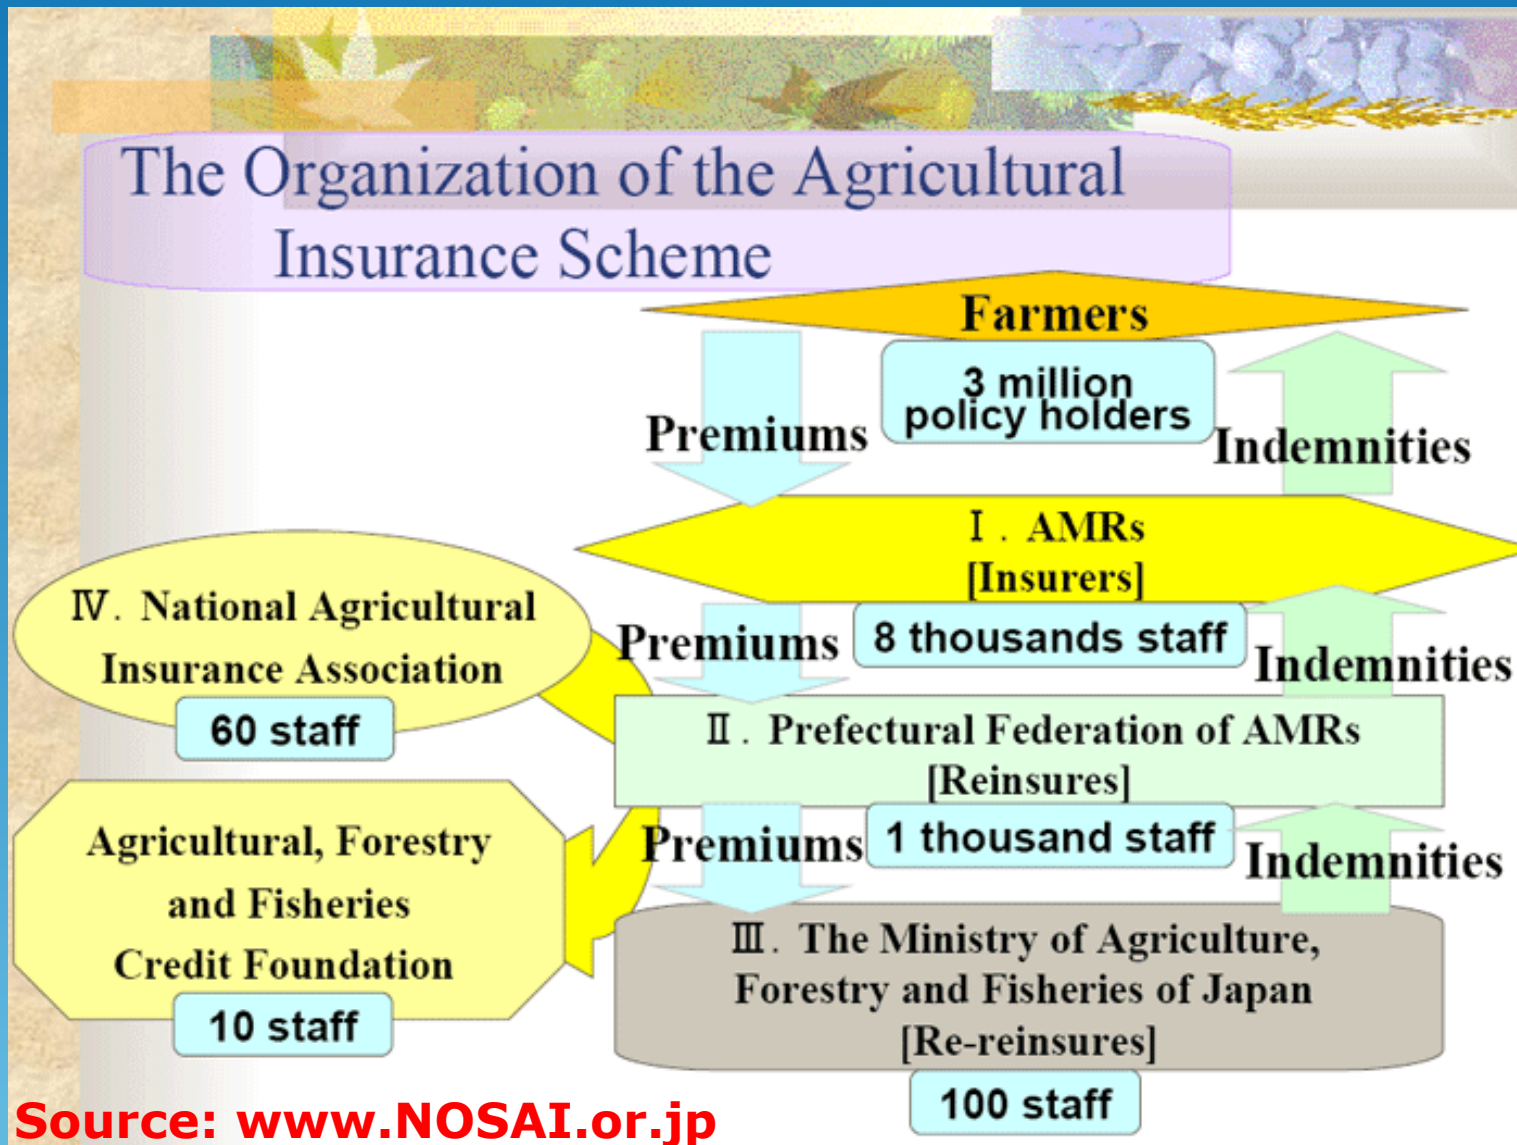 The Organization of the Agricultural
Insurance Scheme
Farmers
3 million
policy holders
Premiums
Indemnities
Ⅰ. AMRs
[Insurers]
8 thousands staff
Premiums
Indemnities
Ⅳ. National Agricultural
Insurance Association
60 staff
Ⅱ. Prefectural Federation of AMRs
[Reinsures]
1 thousand staff
Premiums
Indemnities
Agricultural, Forestry
and Fisheries
Credit Foundation
10 staff
Ⅲ. The Ministry of Agriculture,
Forestry and Fisheries of Japan
[Re-reinsures]
100 staff
Source: www.NOSAI.or.jp